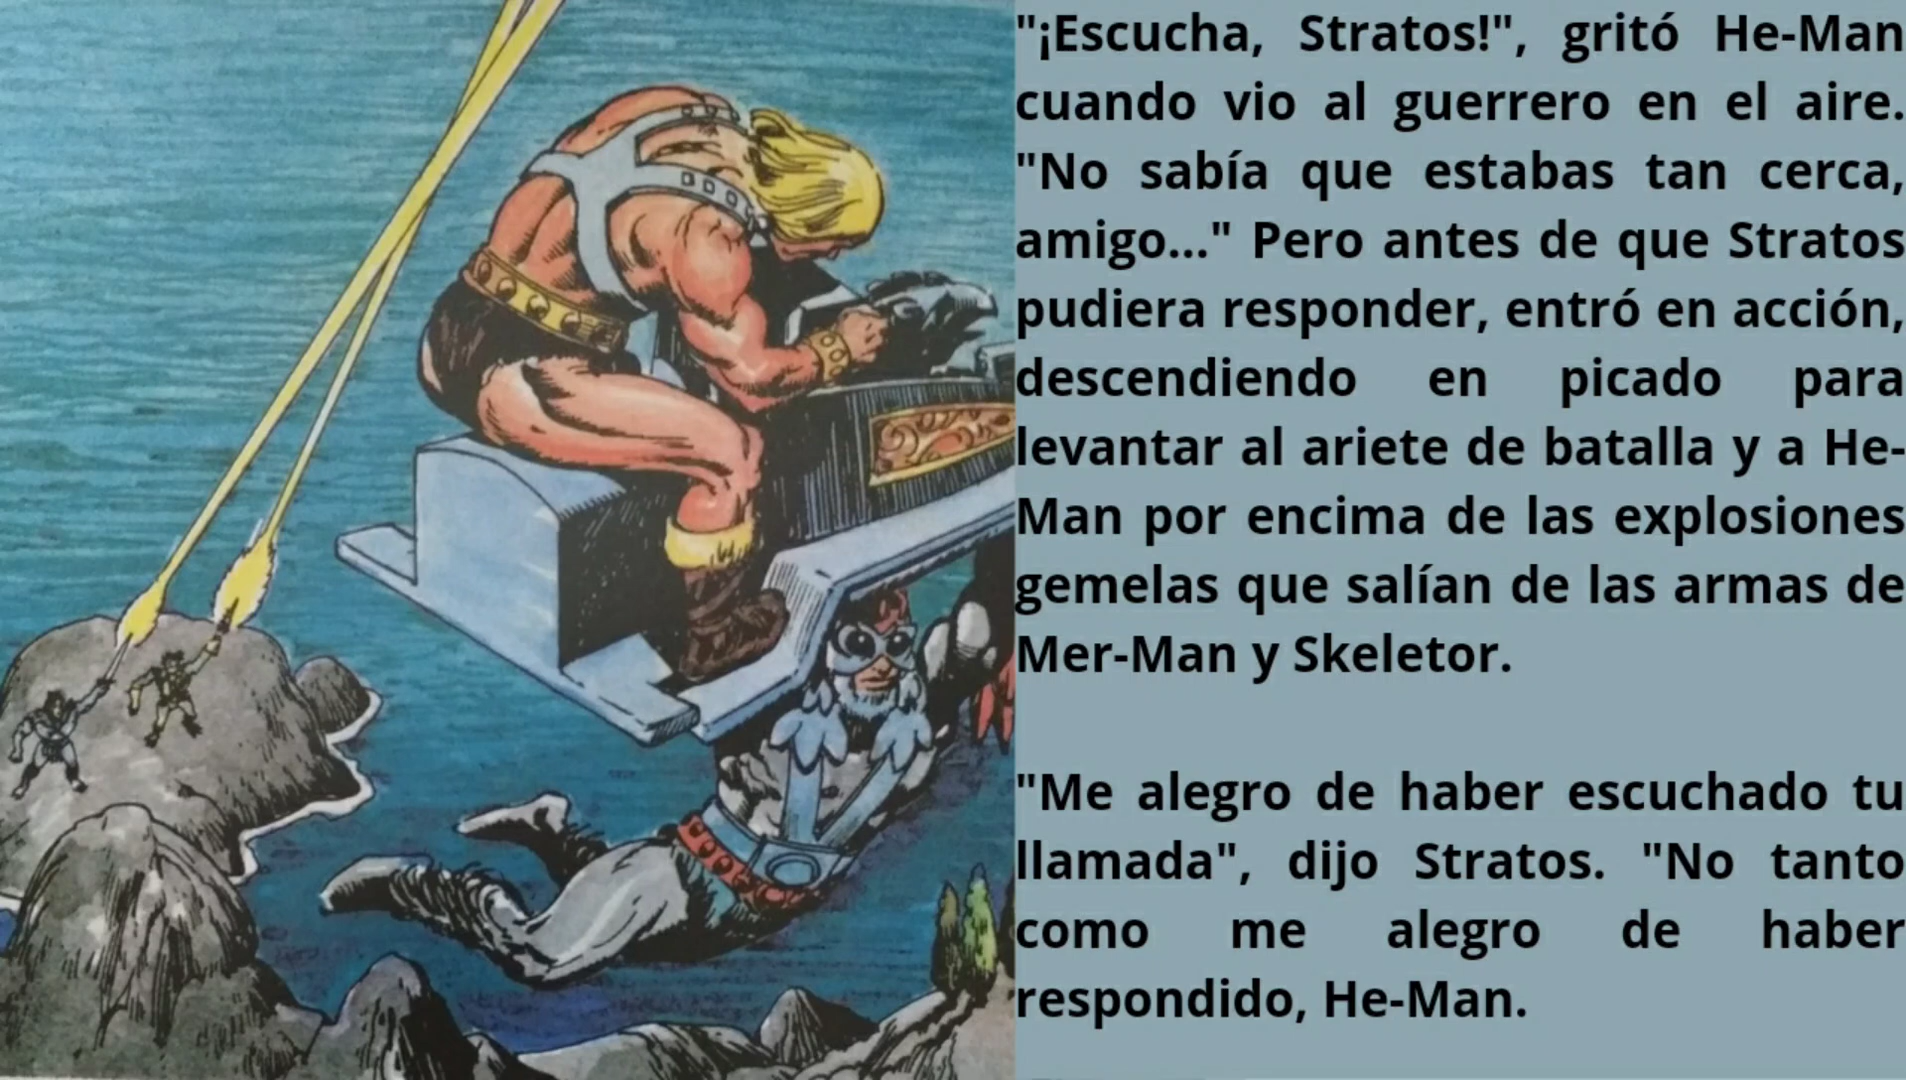 "¡Escucha, Stratos!", gritó He-Man
cuando vio al guerrero en el aire.
"No sabía que estabas tan cerca,
amigo..." Pero antes de que Stratos
pudiera responder, entró en acción,
descendiendo en picado para
levantar al ariete de batalla y a He-
Man por encima de las explosiones
gemelas que salían de las armas de
Mer-Man y Skeletor.
"Me alegro de haber escuchado tu
llamada", dijo Stratos. "No tanto
como me alegro de haber
respondido, He-Man.